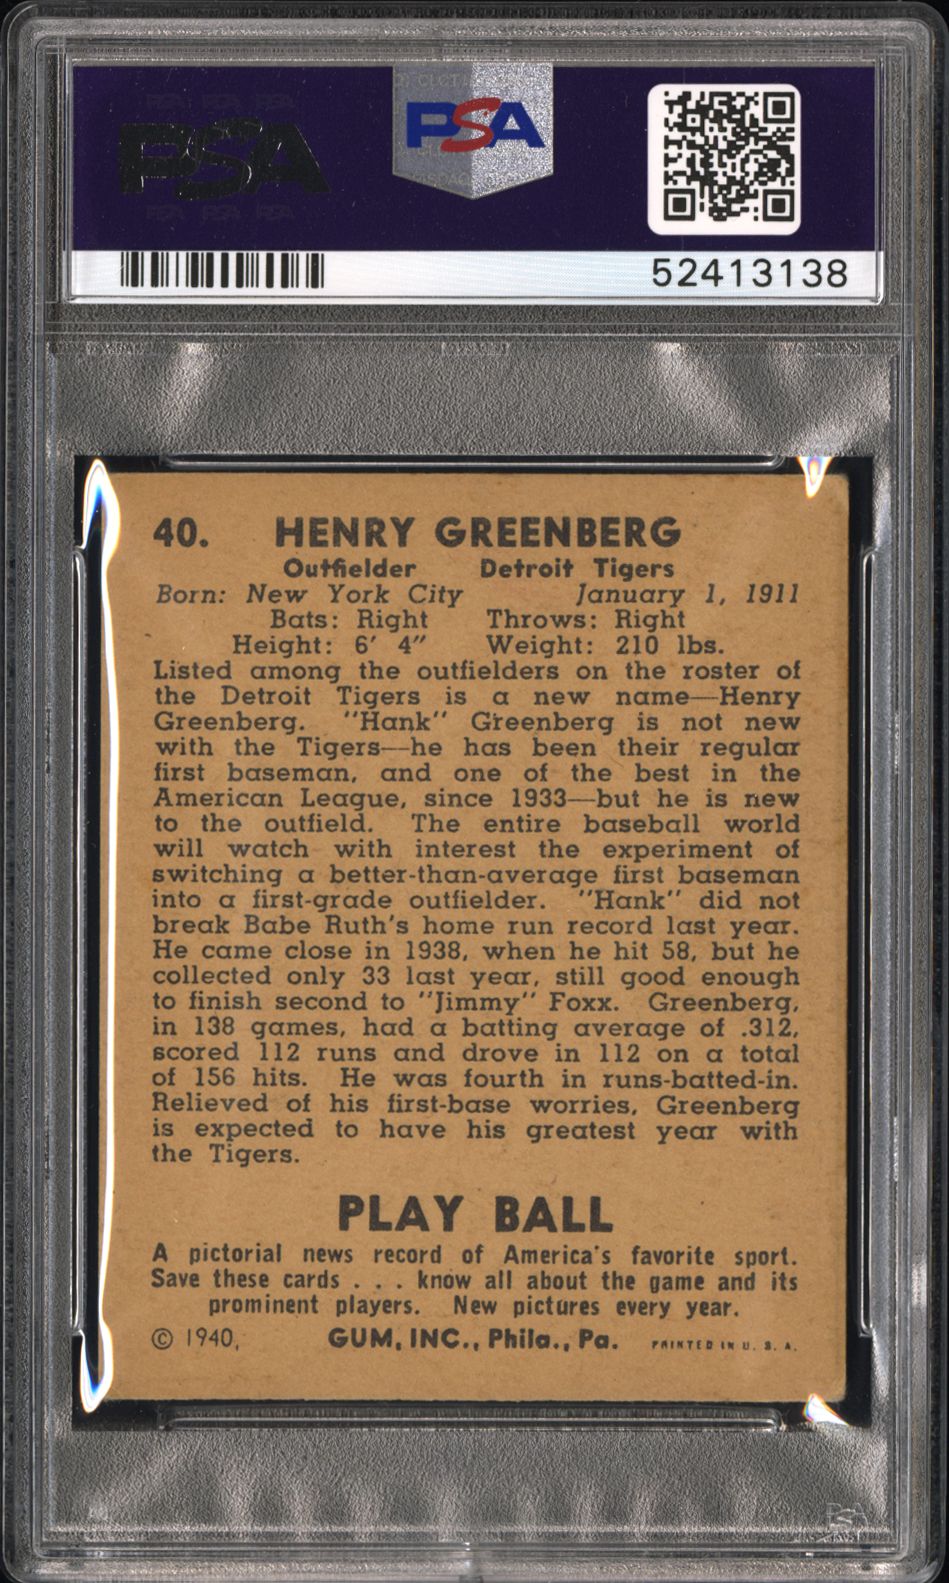 PSA
PSA
52413138
40. HENRY GREENBERG
Outfielder Detroit Tigers
Born: New York City January 1, 1911
Bats: Right Throws: Right
Height: 6' 4" Weight: 210 lbs.
Listed among the outfielders on the roster of
the Detroit Tigers is a new name—Henry
Greenberg. "Hank" Greenberg is not new
with the Tigers—he has been their regular
first baseman, and one of the best in the
American League, since 1933—but he is new
to the outfield. The entire baseball world
will watch with interest the experiment of
switching a better-than-average first baseman
into a first-grade outfielder. "Hank" did not
break Babe Ruth's home run record last year.
He came close in 1938, when he hit 58, but he
collected only 33 last year, still good enough
to finish second to "Jimmy" Foxx. Greenberg,
in 138 games, had a batting average of .312,
scored 112 runs and drove in 112 on a total
of 156 hits. He was fourth in runs-batted-in.
Relieved of his first-base worries, Greenberg
is expected to have his greatest year with
the Tigers.
PLAY BALL
A pictorial news record of America's favorite sport.
Save these cards . . . know all about the game and its
prominent players. New pictures every year.
© 1940, GUM, INC., Phila., Pa. PRINTED IN U. S. A.
PSA